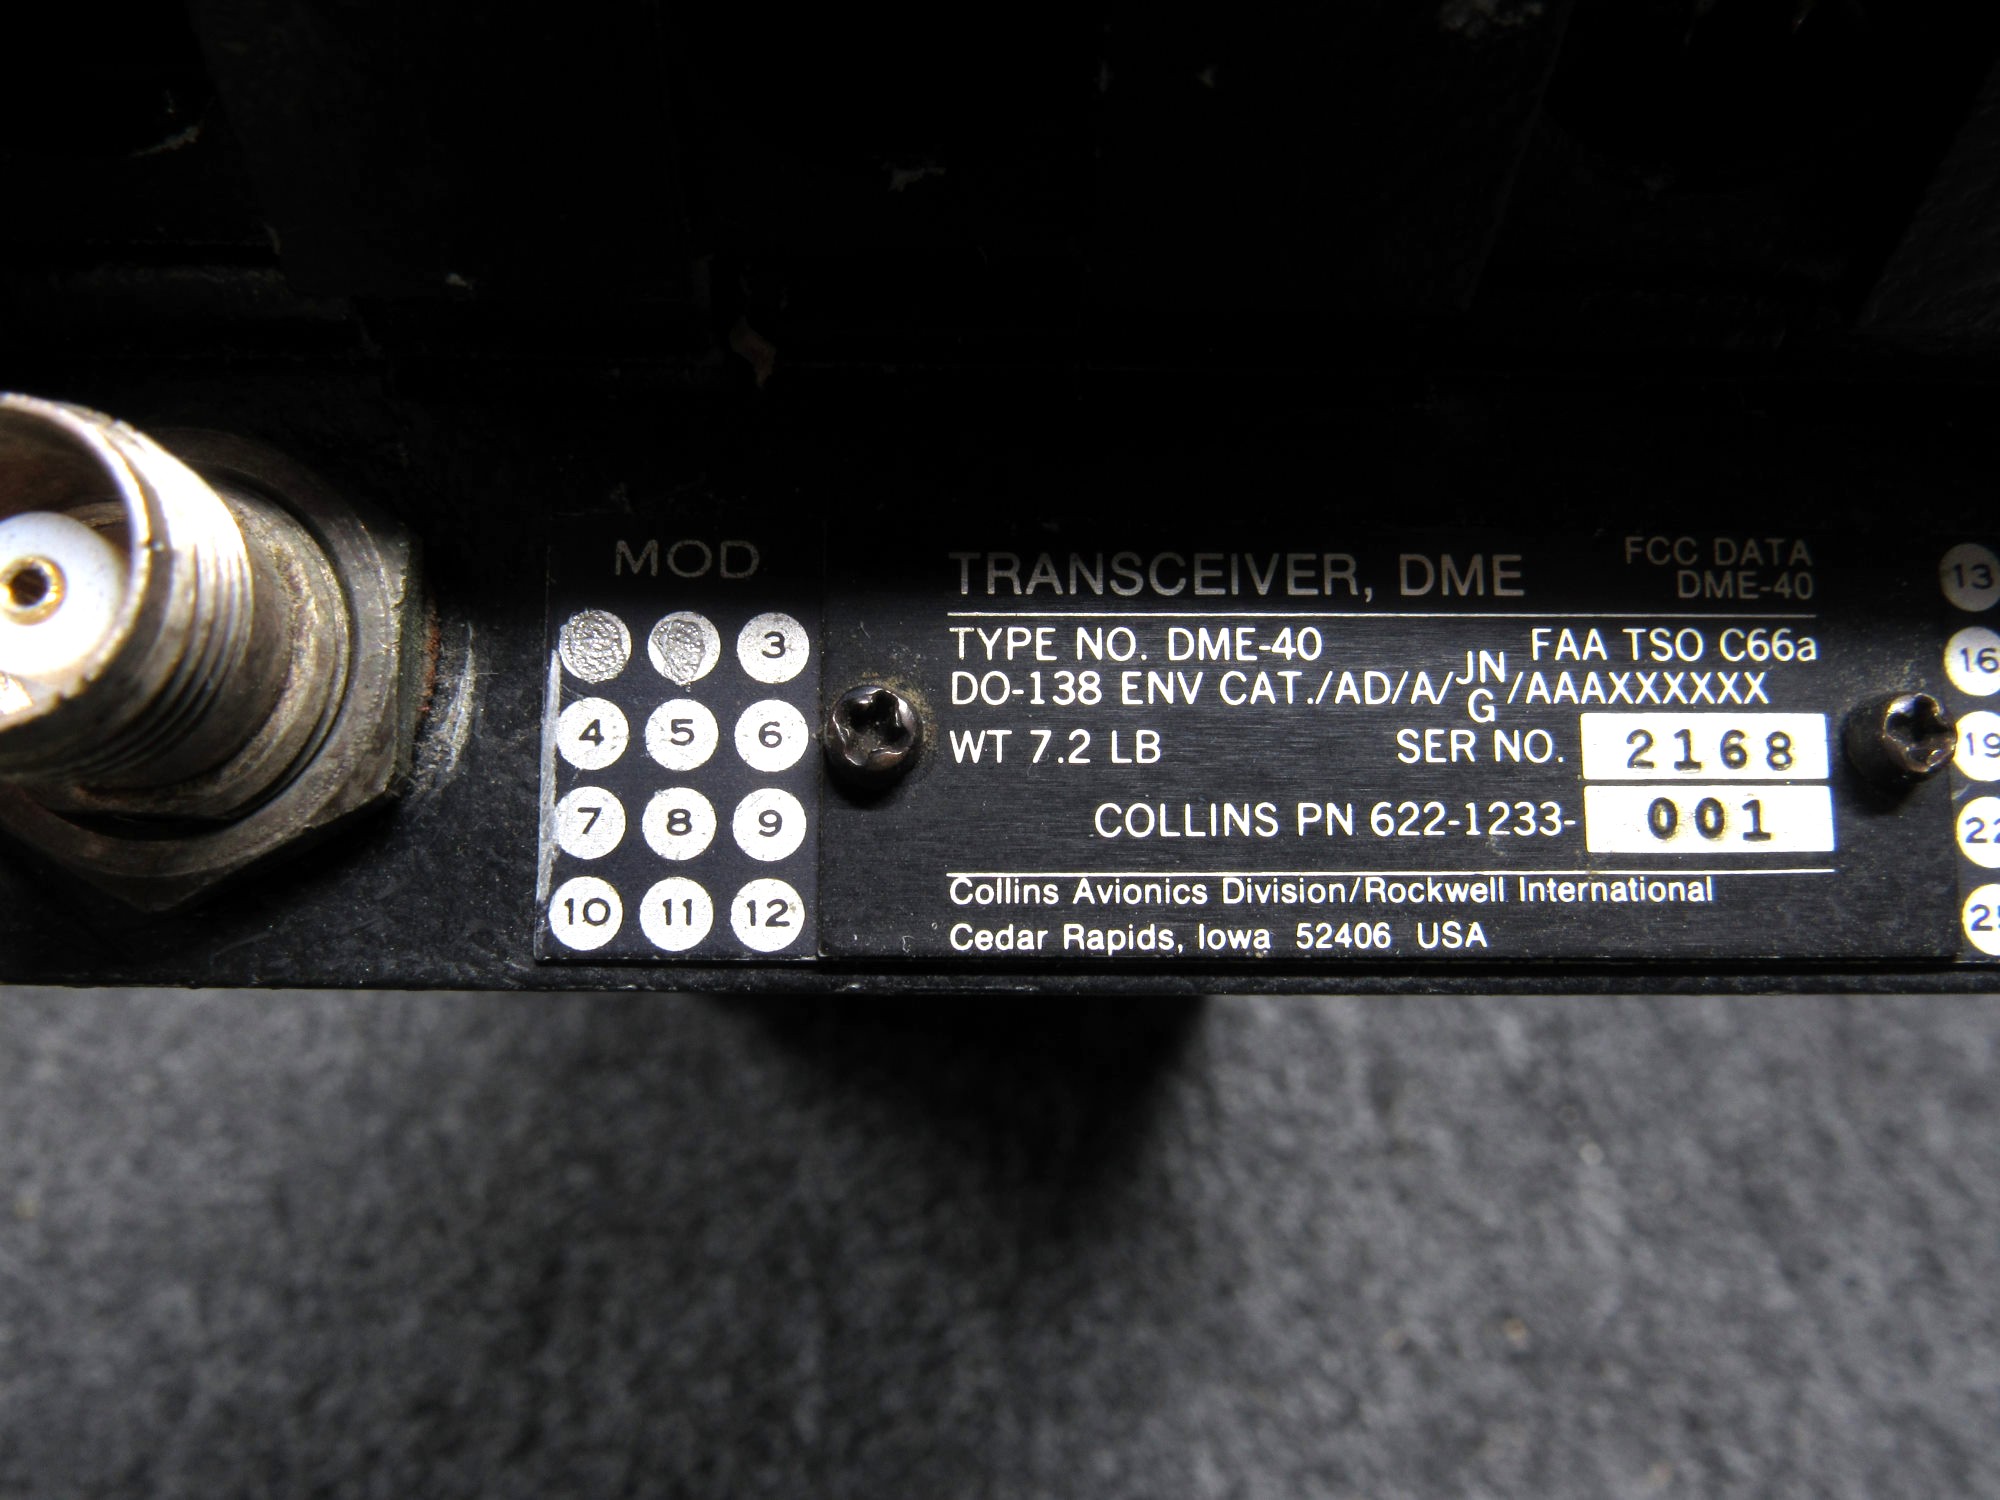 MOD
3
4 5 6
7 8 9
10 11 12
TRANSCEIVER, DME
FCC DATA
DME-40
TYPE NO. DME-40 FAA TSO C66a
DO-138 ENV CAT./AD/A/JN G/AAAXXXXXX
WT 7.2 LB SER NO. 2168
COLLINS PN 622-1233-001
Collins Avionics Division/Rockwell International
Cedar Rapids, Iowa 52406 USA
13
16
19
22